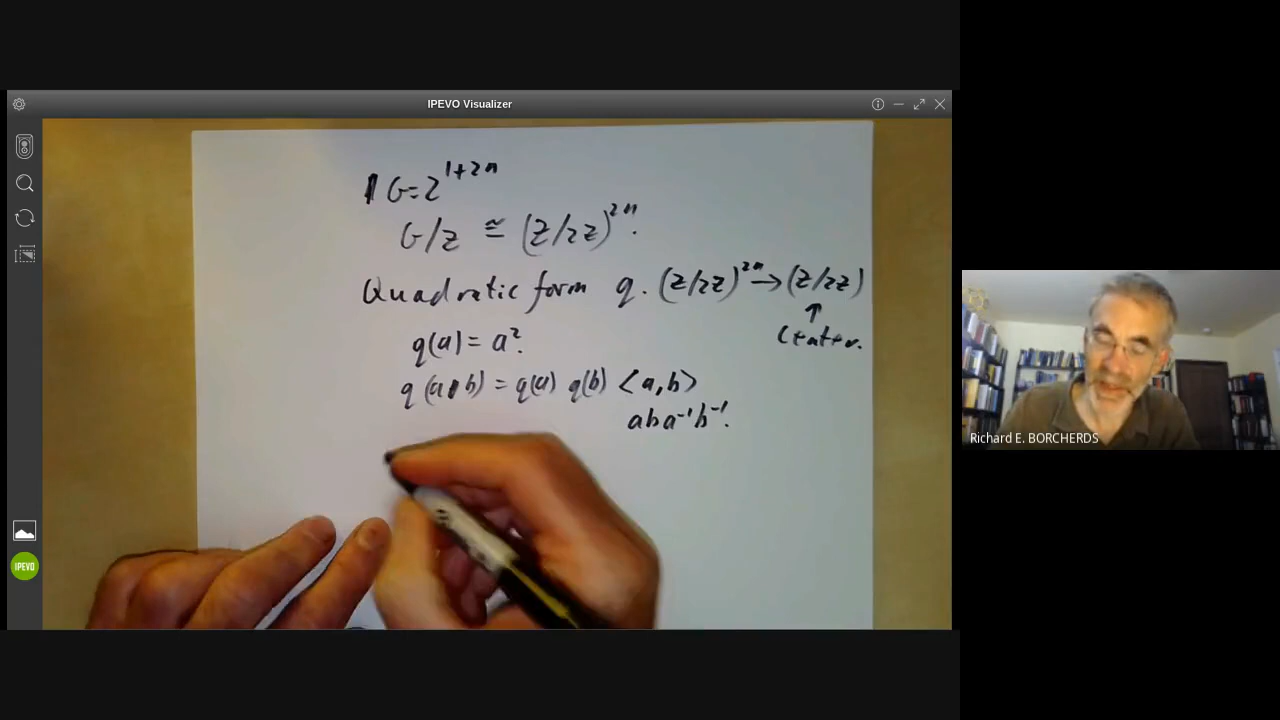 IPEVO Visualizer
G=2^{1+2n}
G/Z ≅ (Z/2Z)^{2n}.
Quadratic form q. (Z/2Z)^{2n} → (Z/2Z)
↑
center.
q(a) = a².
q(a b) = q(a) q(b) <a,b>
aba⁻¹b⁻¹.
Richard E. BORCHERDS
IPEVO